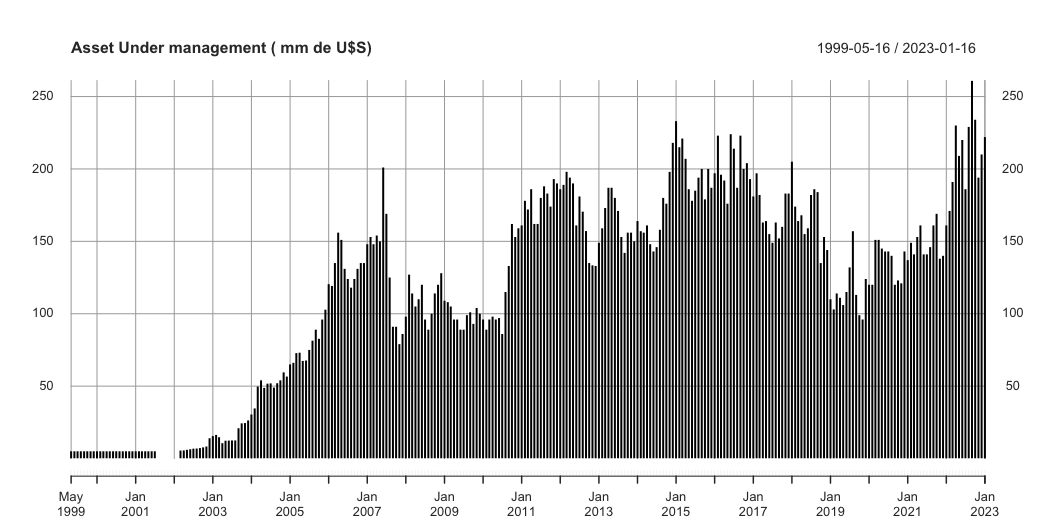 Asset Under management ( mm de U$S) 1999-05-16 / 2023-01-16
250 250
200 200
150 150
100 100
50 50
May Jan Jan Jan Jan Jan Jan Jan Jan Jan Jan Jan Jan
1999 2001 2003 2005 2007 2009 2011 2013 2015 2017 2019 2021 2023